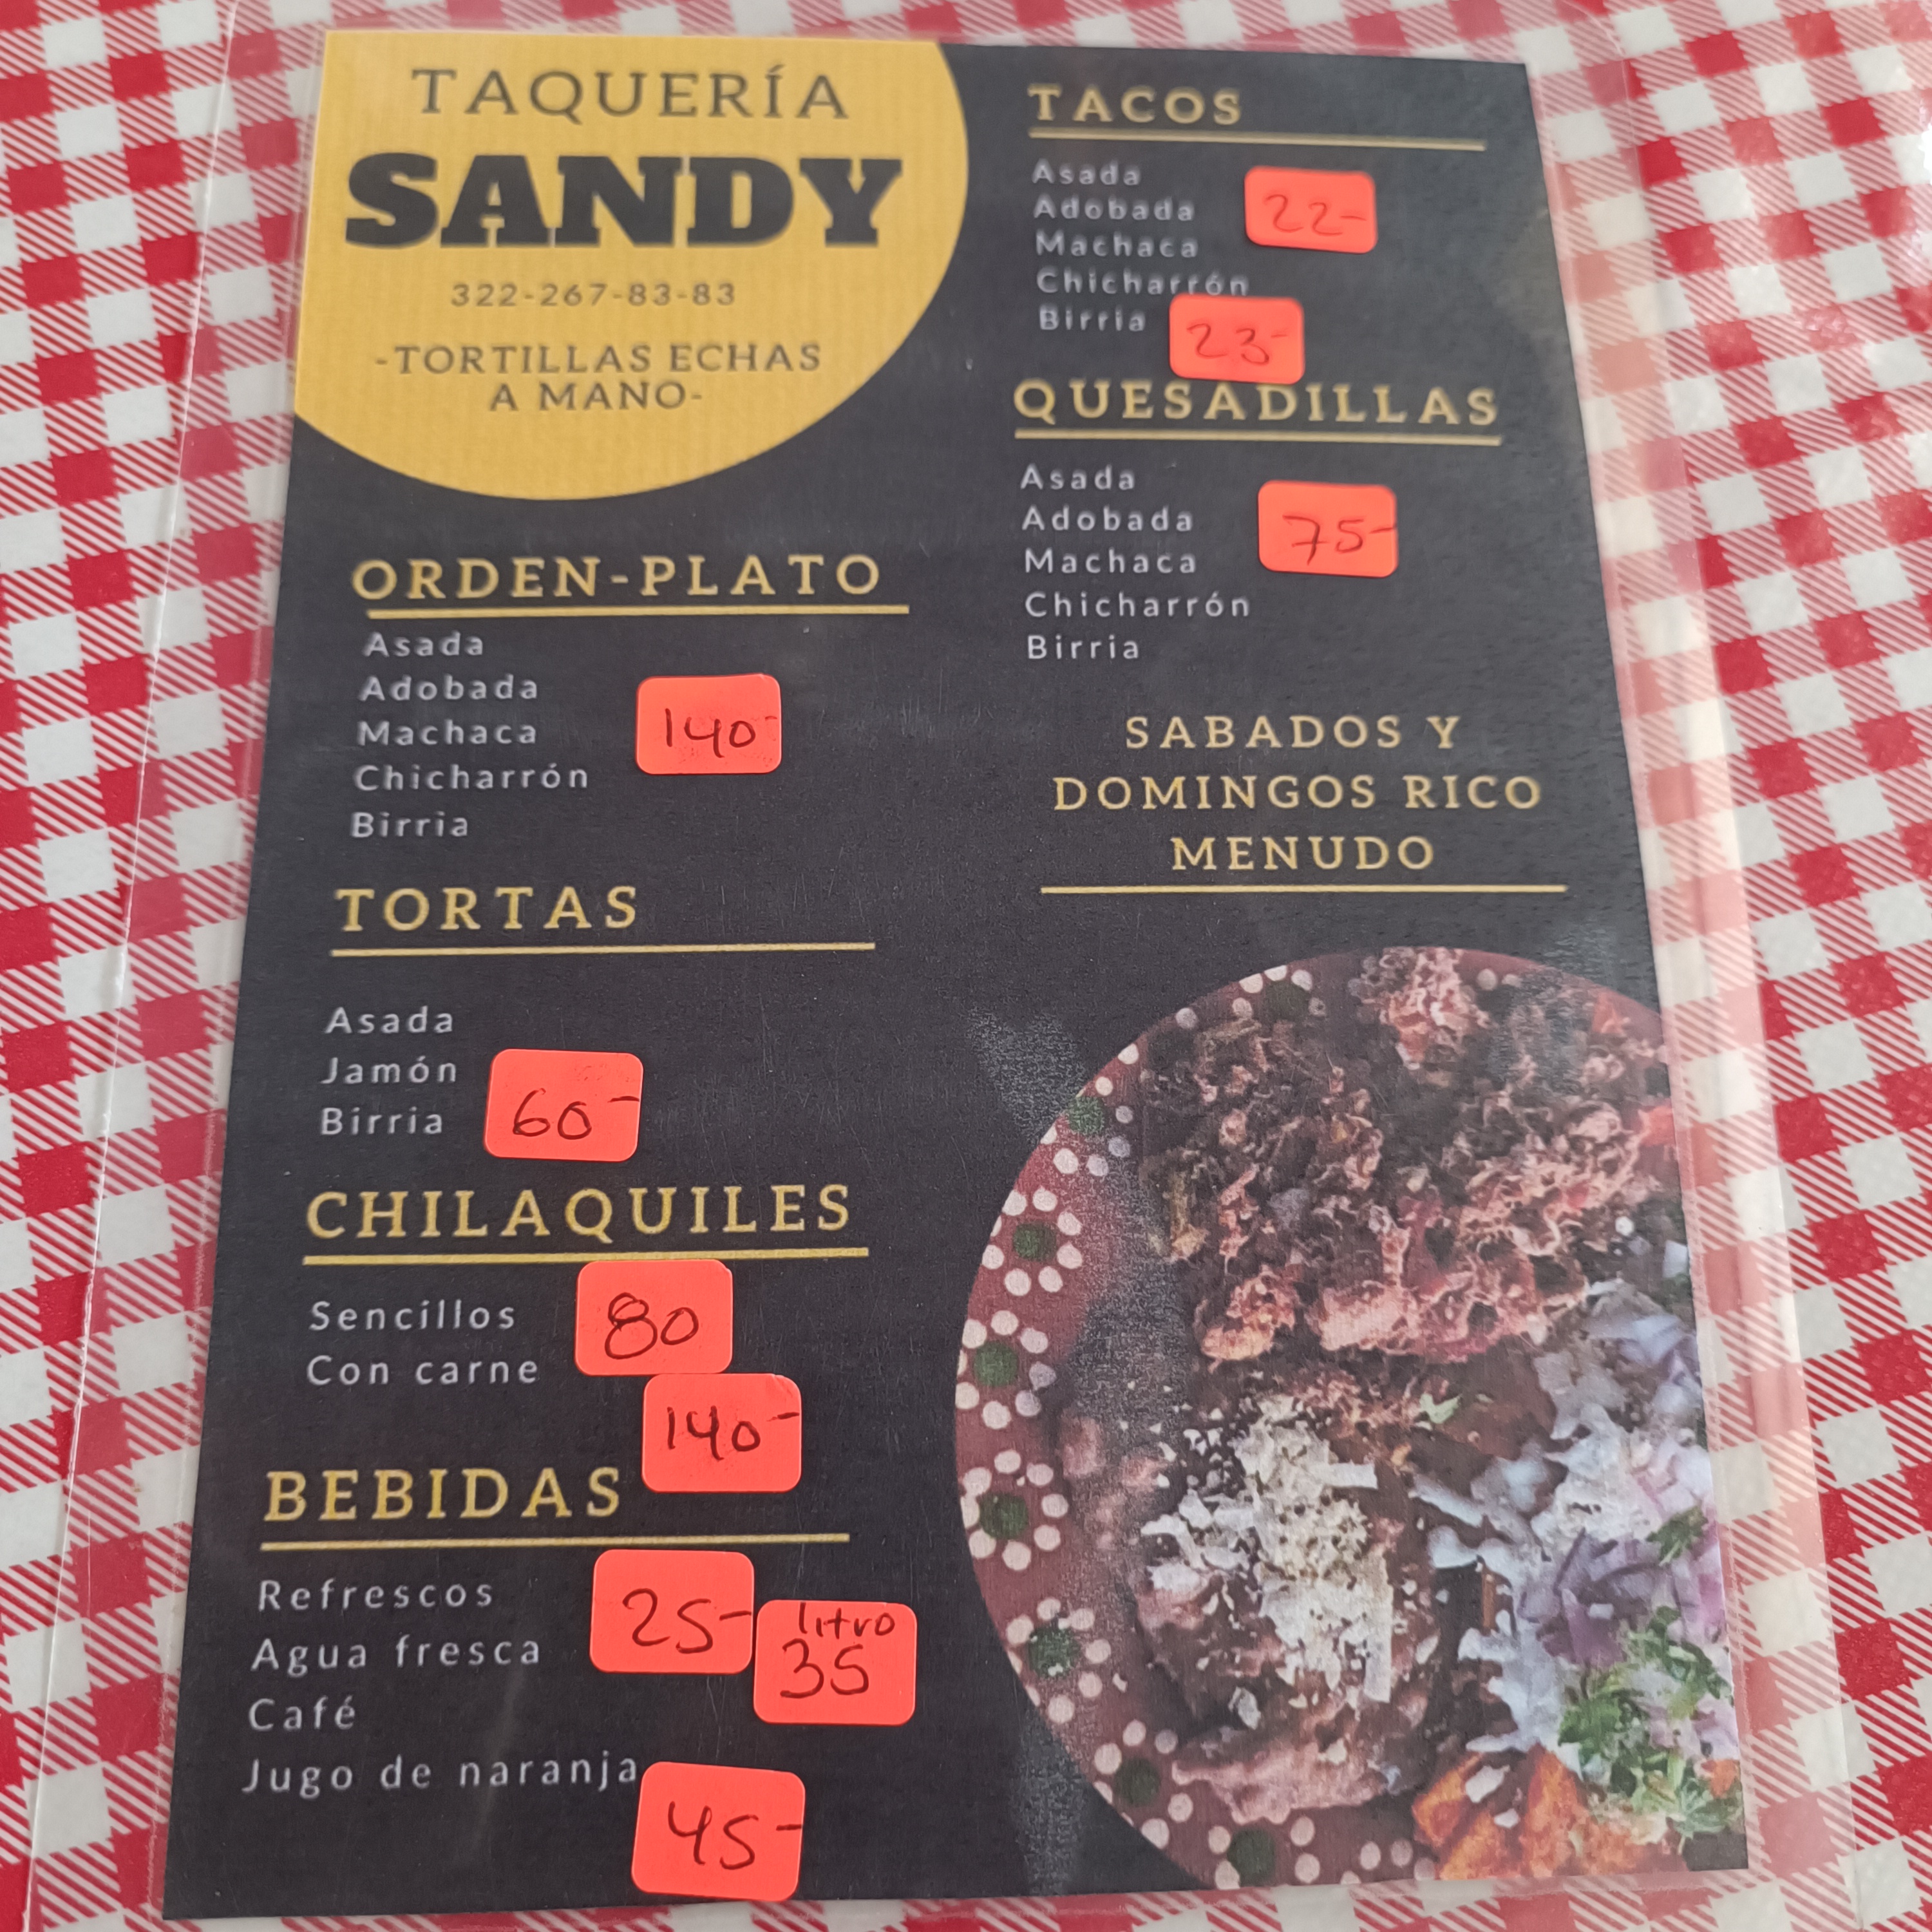 TAQUERÍA
SANDY
322-267-83-83
-TORTILLAS ECHAS
A MANO-
ORDEN-PLATO
Asada
Adobada
Machaca
140-
Chicharrón
Birria
TORTAS
Asada
Jamón
Birria
60-
CHILAQUILES
Sencillos
80
Con carne
140-
BEBIDAS
Refrescos
25-
litro
35
Agua fresca
Café
Jugo de naranja
45-
TACOS
Asada
Adobada
22-
Machaca
Chicharrón
Birria
23-
QUESADILLAS
Asada
Adobada
75-
Machaca
Chicharrón
Birria
SABADOS Y
DOMINGOS RICO
MENUDO